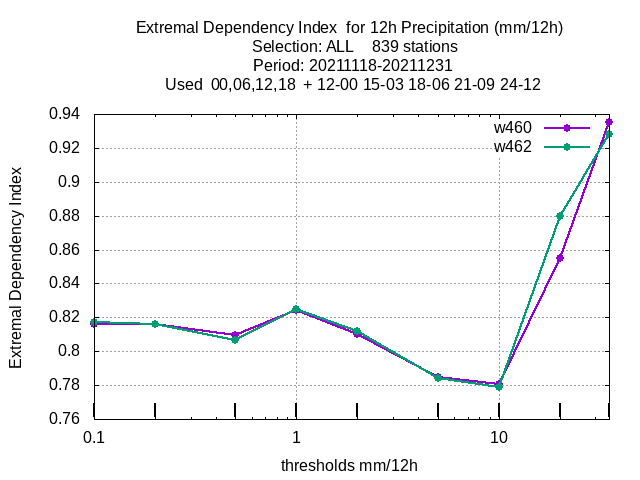 Extremal Dependency Index  for 12h Precipitation (mm/12h)
Selection: ALL    839 stations
Period: 20211118-20211231
Used  00,06,12,18  + 12-00 15-03 18-06 21-09 24-12
0.94
w460
w462
0.92
0.9
0.88
0.86
0.84
0.82
0.8
0.78
0.76
Extremal Dependency Index
0.1
1
10
thresholds mm/12h